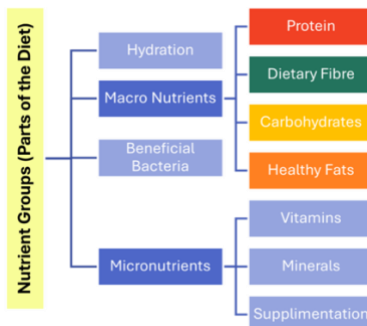 Nutrient Groups (Parts of the Diet)
Hydration
Macro Nutrients
Beneficial
Bacteria
Micronutrients
Protein
Dietary Fibre
Carbohydrates
Healthy Fats
Vitamins
Minerals
Supplimentation